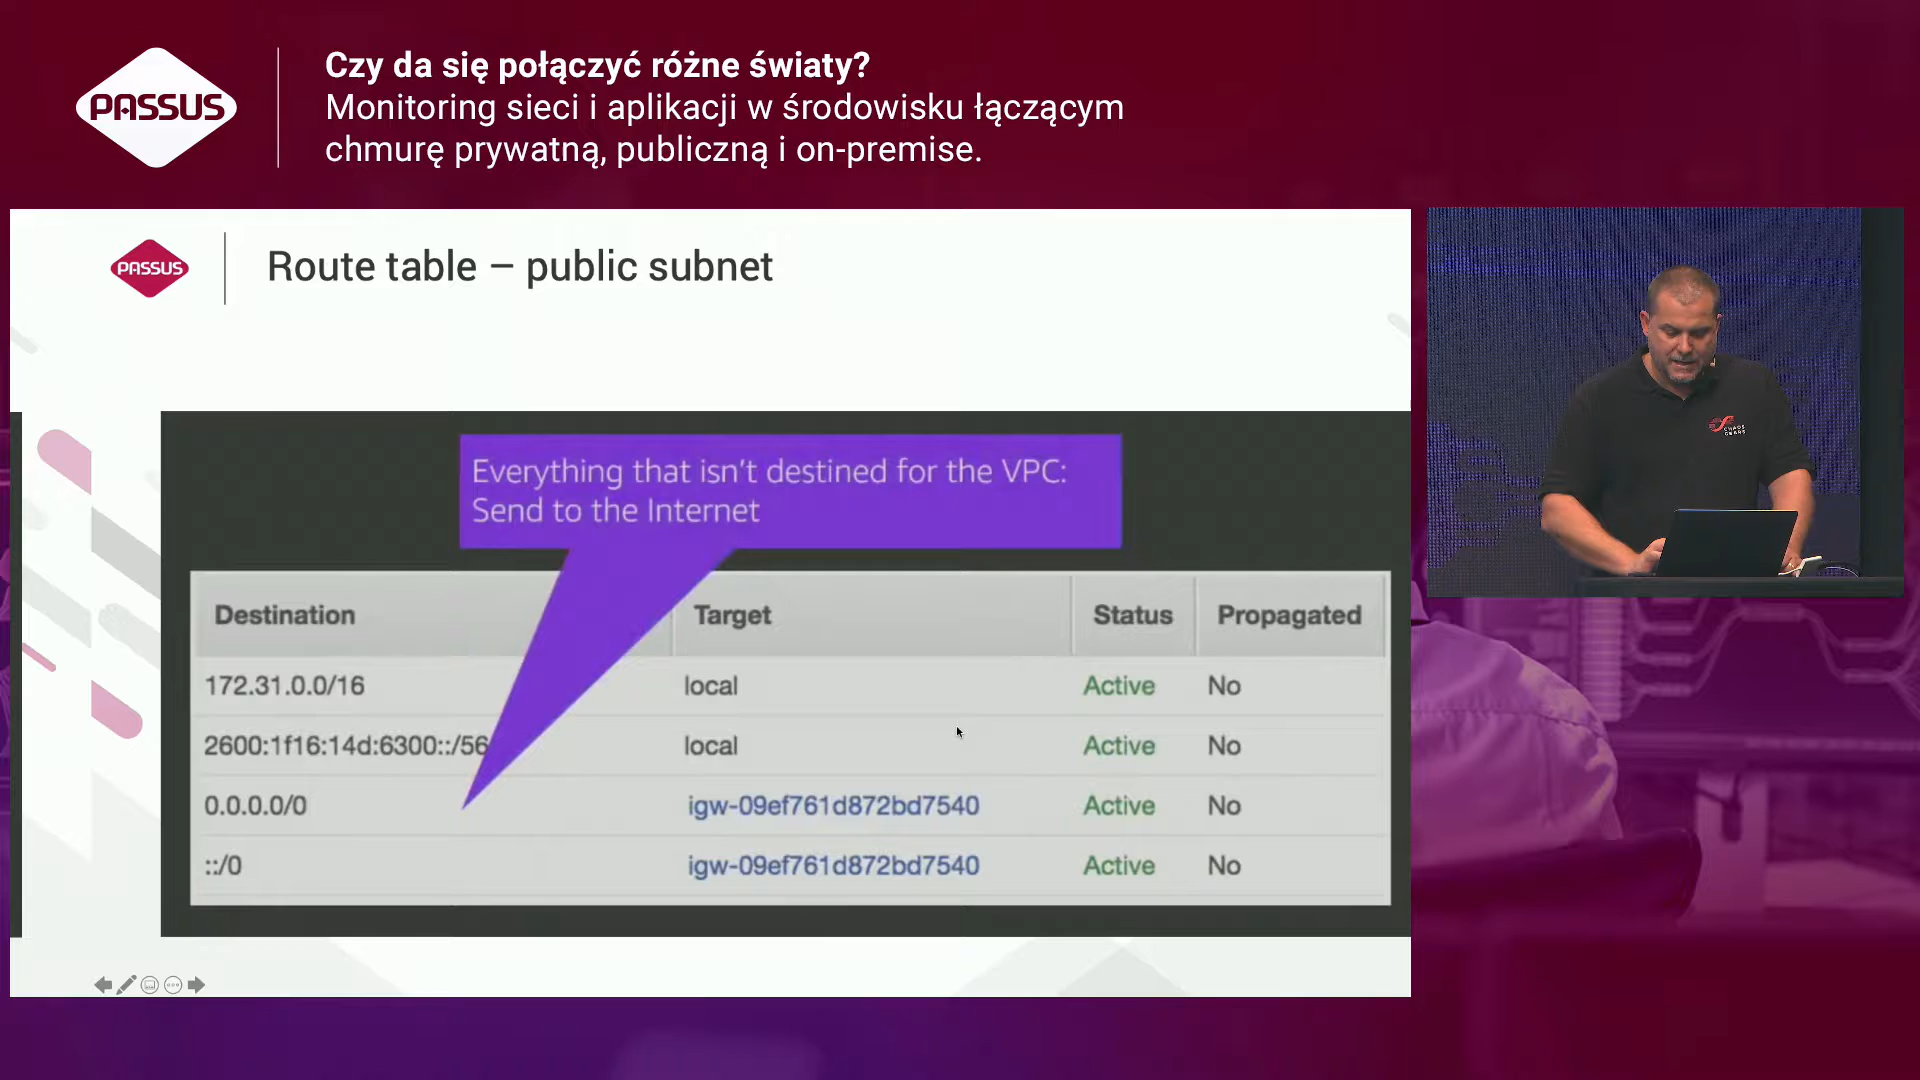 PASSUS
Czy da się połączyć różne światy?
Monitoring sieci i aplikacji w środowisku łączącym
chmurę prywatną, publiczną i on-premise.
PASSUS
Route table – public subnet
Everything that isn't destined for the VPC:
Send to the Internet
Destination Target Status Propagated
172.31.0.0/16 local Active No
2600:1f16:14d:6300::/56 local Active No
0.0.0.0/0 igw-09ef761d872bd7540 Active No
::/0 igw-09ef761d872bd7540 Active No
CHAOS
GEARS